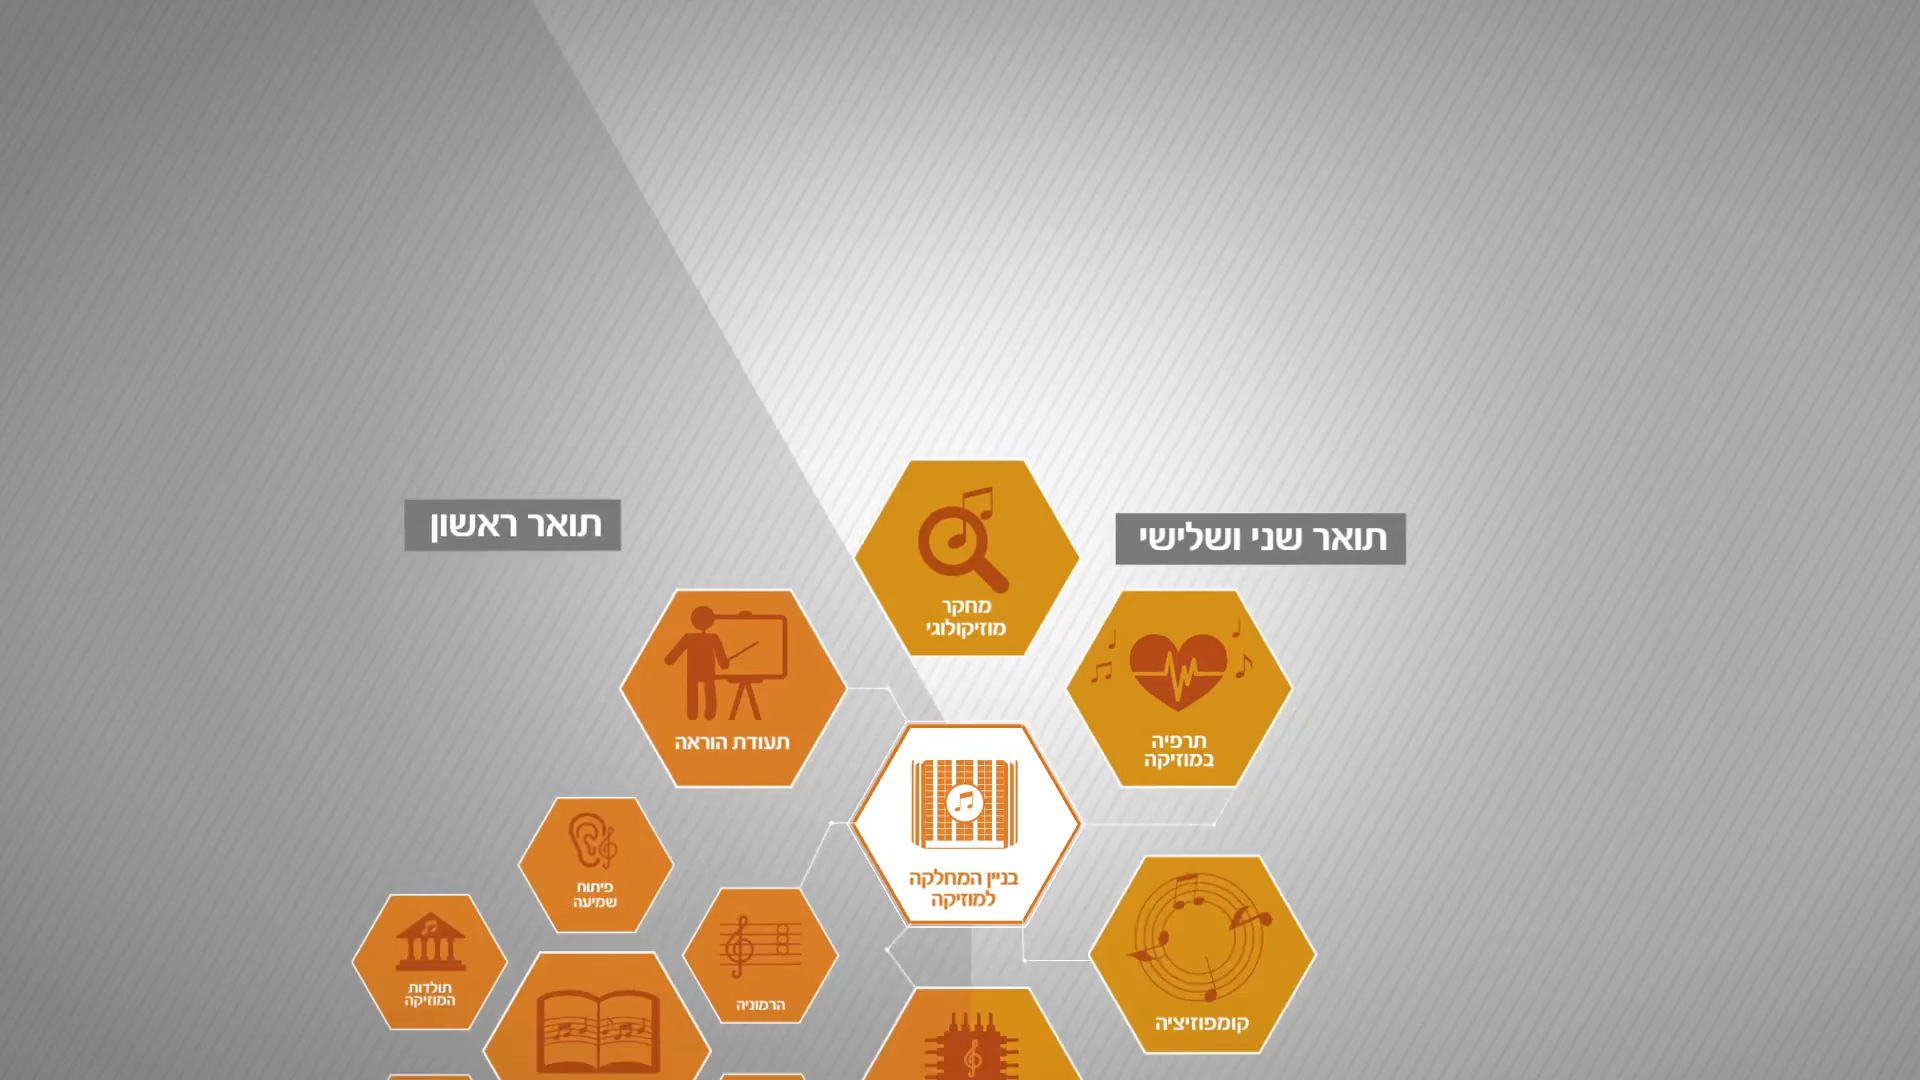 תואר שני ושלישי
תואר ראשון
מחקר
מוזיקולוגי
תרפיה
במוזיקה
תעודת הוראה
בניין המחלקה
למוזיקה
פיתוח
שמיעה
תולדות
המוזיקה
הרמוניה
קומפוזיציה